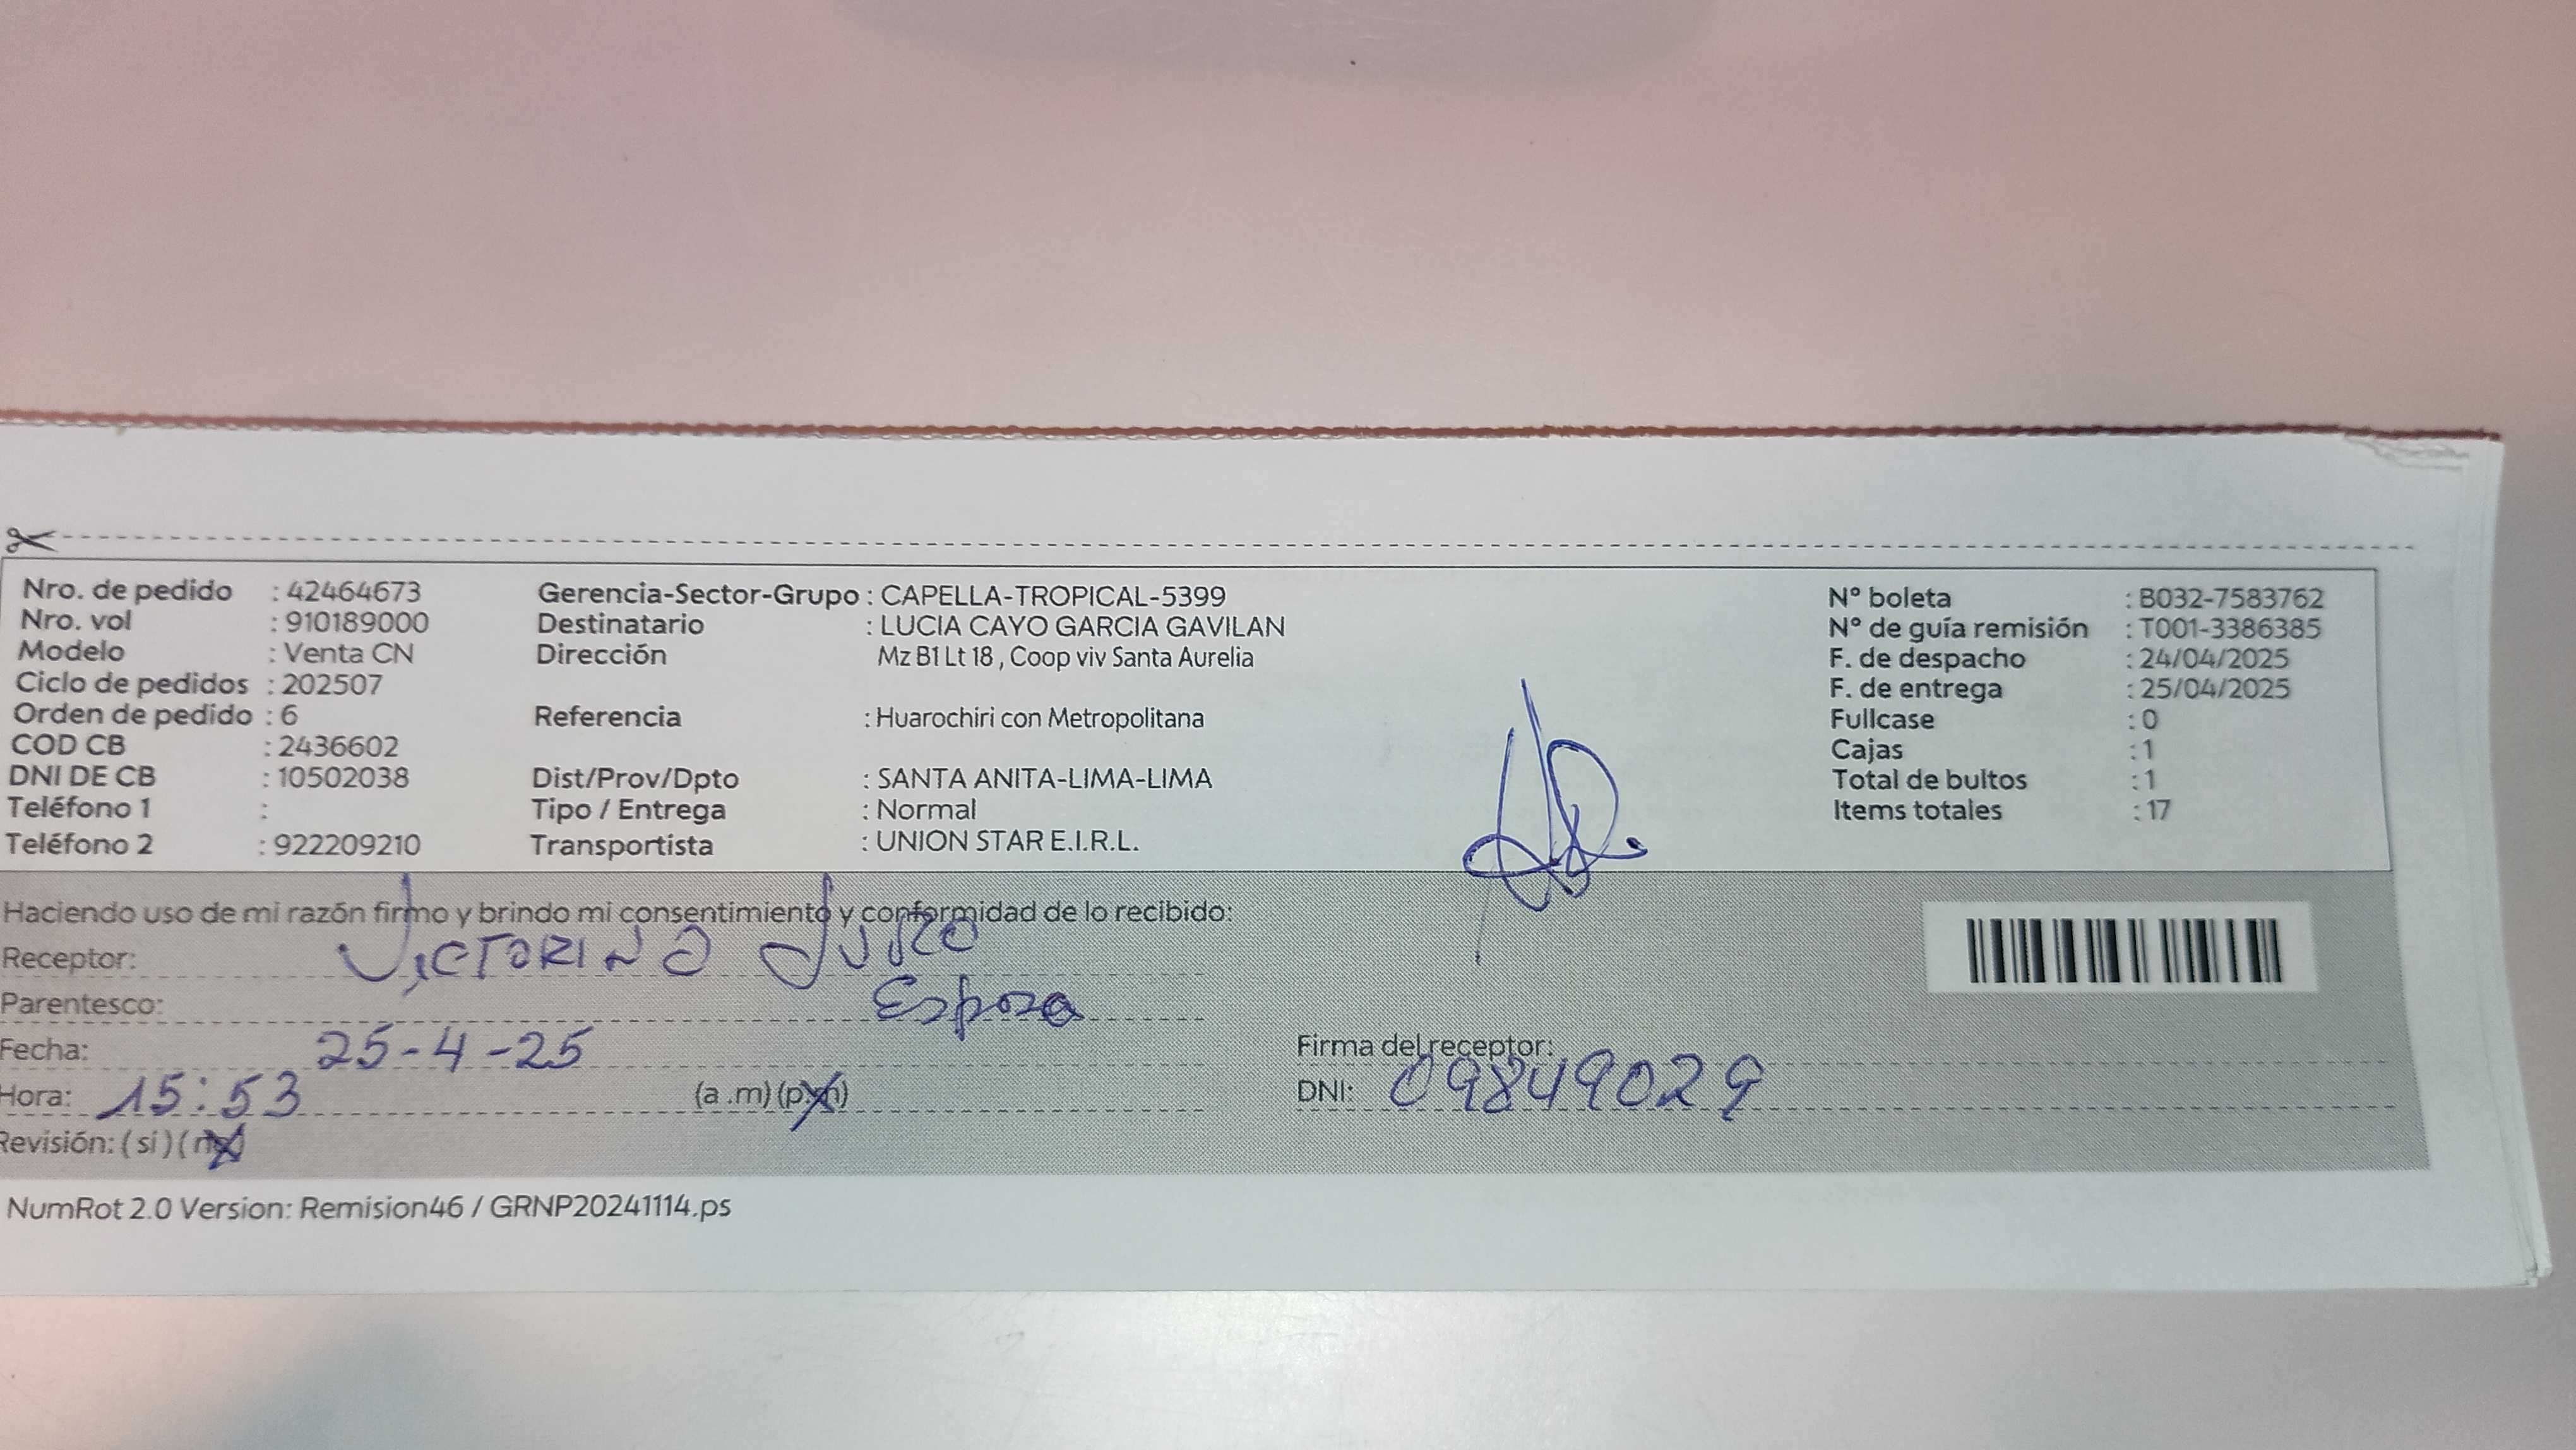 Nro. de pedido : 42464673 Gerencia-Sector-Grupo : CAPELLA-TROPICAL-5399 N° boleta : B032-7583762
Nro. vol : 910189000 Destinatario : LUCIA CAYO GARCIA GAVILAN N° de guía remisión : T001-3386385
Modelo : Venta CN Dirección Mz B1 Lt 18 , Coop viv Santa Aurelia F. de despacho : 24/04/2025
Ciclo de pedidos : 202507 F. de entrega : 25/04/2025
Orden de pedido : 6 Referencia : Huarochiri con Metropolitana Fullcase : 0
COD CB : 2436602 Cajas : 1
DNI DE CB : 10502038 Dist/Prov/Dpto : SANTA ANITA-LIMA-LIMA Total de bultos : 1
Teléfono 1 : Tipo / Entrega : Normal Items totales : 17
Teléfono 2 : 922209210 Transportista : UNION STAR E.I.R.L.
Haciendo uso de mi razón firmo y brindo mi consentimiento y conformidad de lo recibido:
Receptor: VICTORINO
Parentesco: Esposo
Fecha: 25-4-25 Firma del receptor:
Hora: 15:53 (a .m) (p.m) DNI: 09849029
Revisión: ( si ) ( no )
NumRot 2.0 Version: Remision46 / GRNP20241114.ps